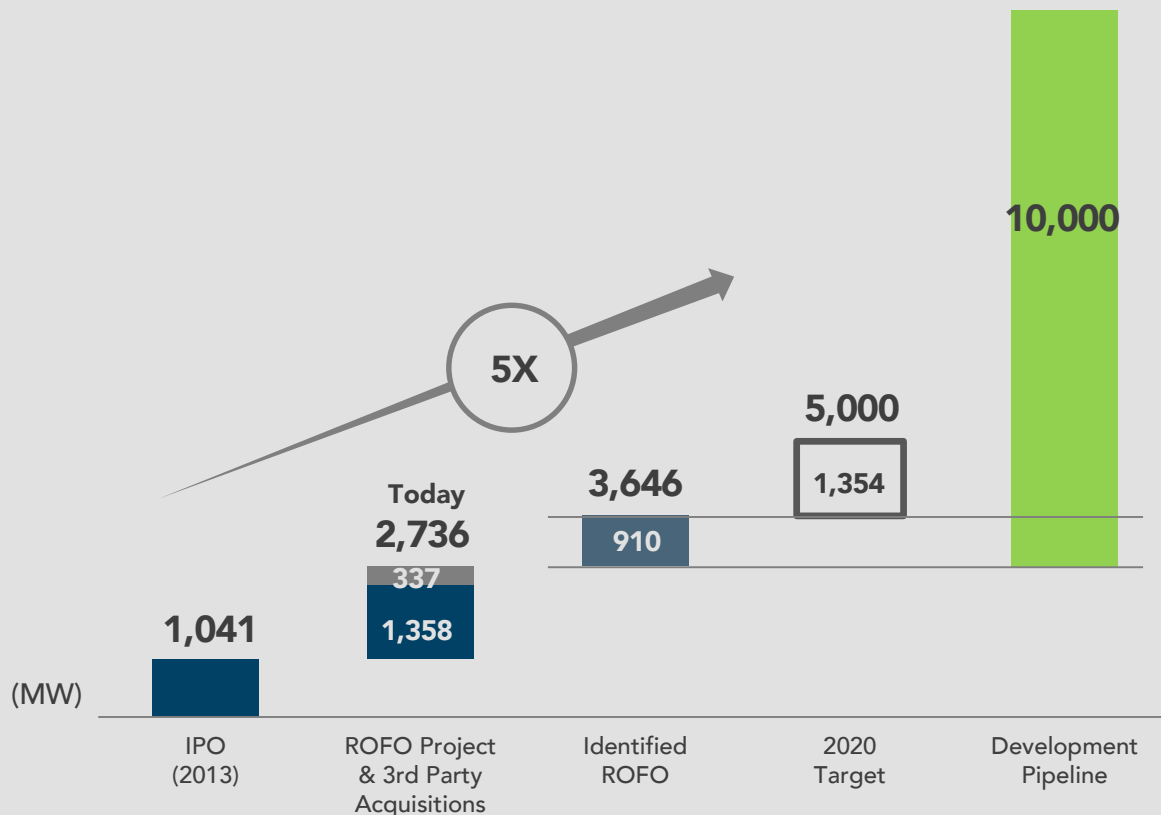 10,000
5X
5,000
1,354
3,646
910
Today
2,736
337
1,358
1,041
(MW)
IPO
(2013)
ROFO Project
& 3rd Party
Acquisitions
Identified
ROFO
2020
Target
Development
Pipeline